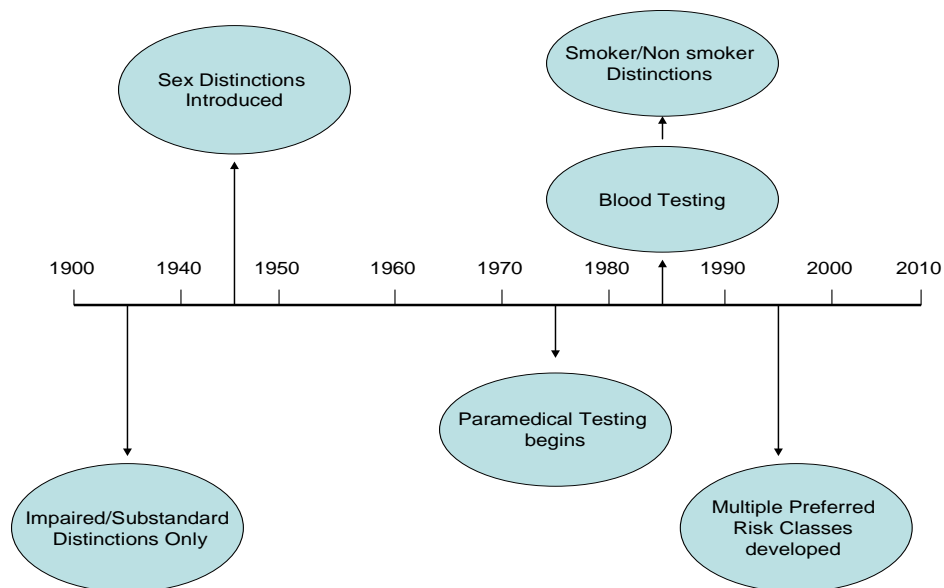 Sex Distinctions
Introduced
Smoker/Non smoker
Distinctions
Blood Testing
1900 1940 1950 1960 1970 1980 1990 2000 2010
Paramedical Testing
begins
Impaired/Substandard
Distinctions Only
Multiple Preferred
Risk Classes
developed